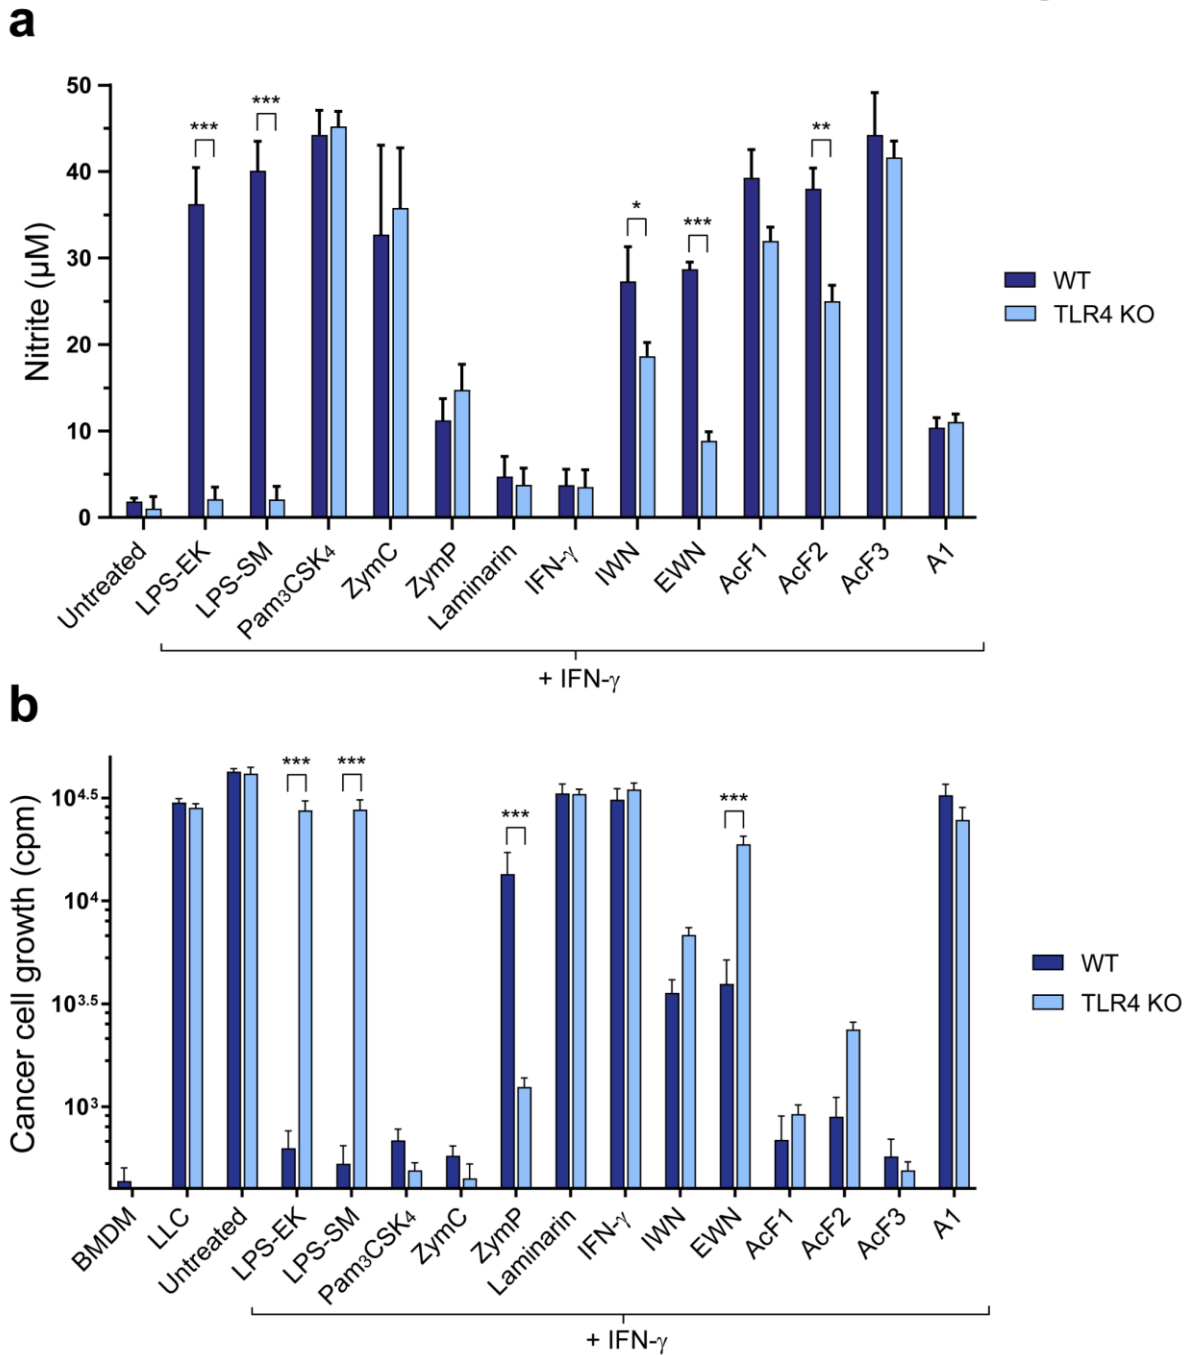 a
50
40
30
20
10
0
Nitrite (μM)
***
***
*
***
**
WT
TLR4 KO
Untreated
LPS-EK
LPS-SM
Pam3CSK4
ZymC
ZymP
Laminarin
IFN-γ
IWN
EWN
AcF1
AcF2
AcF3
A1
+ IFN-γ
b
10^4.5
10^4
10^3.5
10^3
Cancer cell growth (cpm)
***
***
***
***
WT
TLR4 KO
BMDM
LLC
Untreated
LPS-EK
LPS-SM
Pam3CSK4
ZymC
ZymP
Laminarin
IFN-γ
IWN
EWN
AcF1
AcF2
AcF3
A1
+ IFN-γ